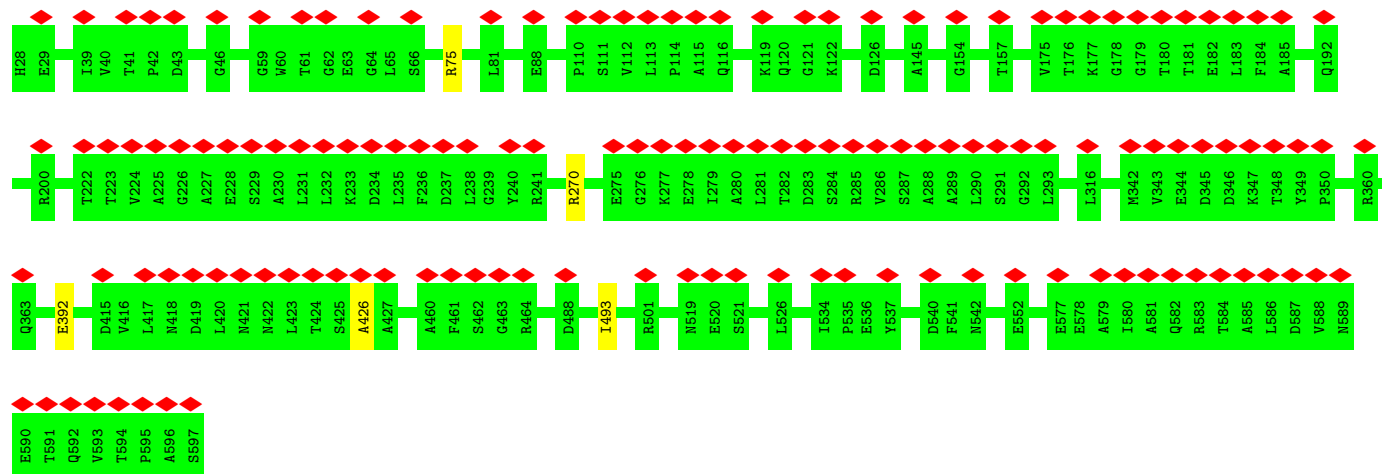 H28 E29 I39 V40 T41 P42 D43 G46 G59 W60 T61 G62 E63 G64 L65 S66 R75 L81 E88 P110 S111 V112 L113 P114 A115 Q116 K119 Q120 G121 K122 D126 A145 G154 T157 V175 T176 K177 G178 G179 T180 T181 E182 L183 F184 A185 Q192
R200 T222 T223 V224 A225 G226 A227 E228 S229 A230 L231 L232 K233 D234 L235 F236 D237 L238 G239 Y240 R241 R270 E275 G276 K277 E278 I279 A280 L281 T282 D283 S284 R285 V286 S287 A288 A289 L290 S291 G292 L293 L316 M342 V343 E344 D345 D346 K347 T348 Y349 P350 R360
Q363 E392 D415 V416 L417 N418 D419 L420 N421 N422 L423 T424 S425 A426 A427 A460 F461 S462 G463 R464 D488 I493 R501 N519 E520 S521 L526 I534 P535 E536 Y537 D540 F541 N542 E552 E577 E578 A579 I580 A581 Q582 R583 T584 A585 L586 D587 V588 N589
E590 T591 Q592 V593 T594 P595 A596 S597